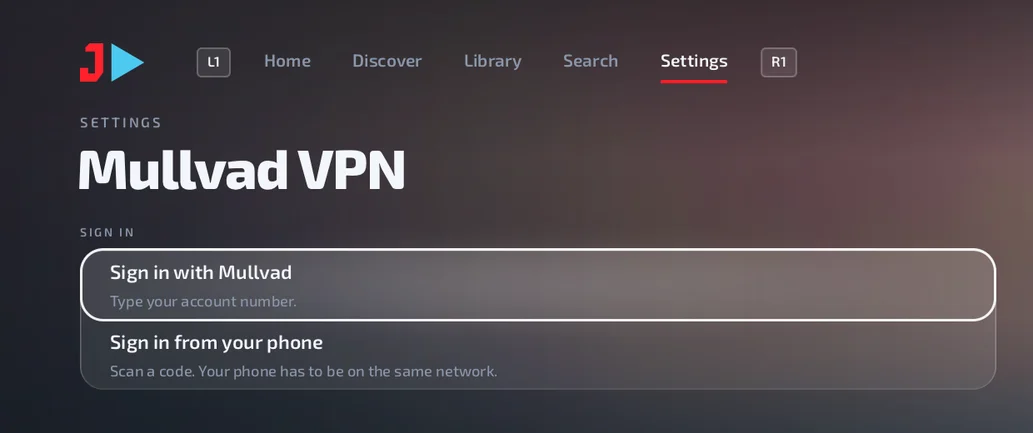 J
L1 Home Discover Library Search Settings R1
SETTINGS
Mullvad VPN
SIGN IN
Sign in with Mullvad
Type your account number.
Sign in from your phone
Scan a code. Your phone has to be on the same network.